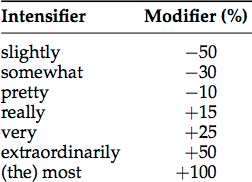 Intensifier Modifier (%)
slightly −50
somewhat −30
pretty −10
really +15
very +25
extraordinarily +50
(the) most +100